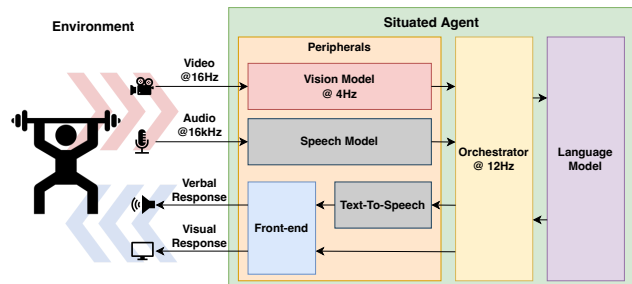 Environment
Situated Agent
Peripherals
Video
@16Hz
Vision Model
@ 4Hz
Audio
@16kHz
Speech Model
Orchestrator
@ 12Hz
Language
Model
Verbal
Response
Text-To-Speech
Front-end
Visual
Response